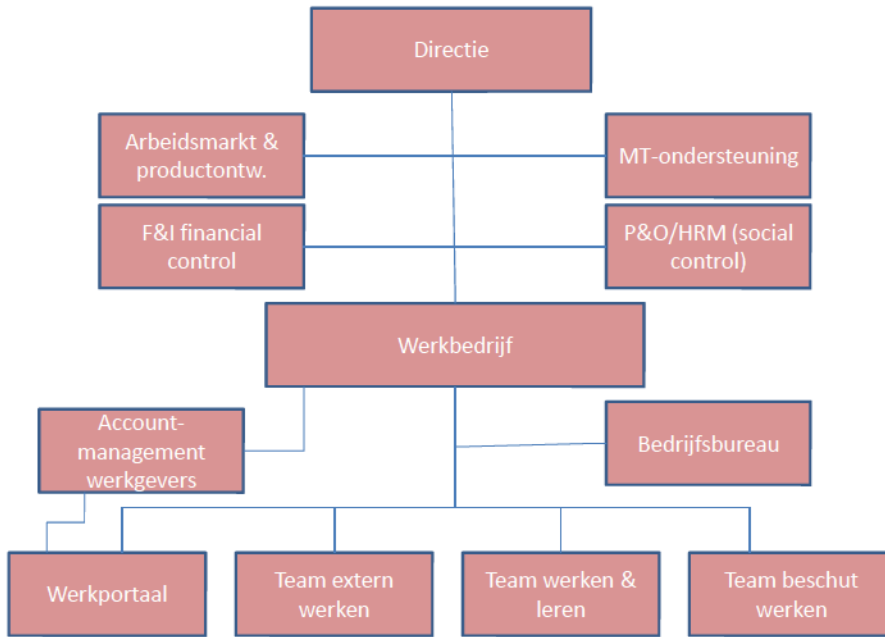 Directie
Arbeidsmarkt &
productontw.
MT-ondersteuning
F&I financial
control
P&O/HRM (social
control)
Werkbedrijf
Account-
management
werkgevers
Bedrijfsbureau
Werkportaal
Team extern
werken
Team werken &
leren
Team beschut
werken